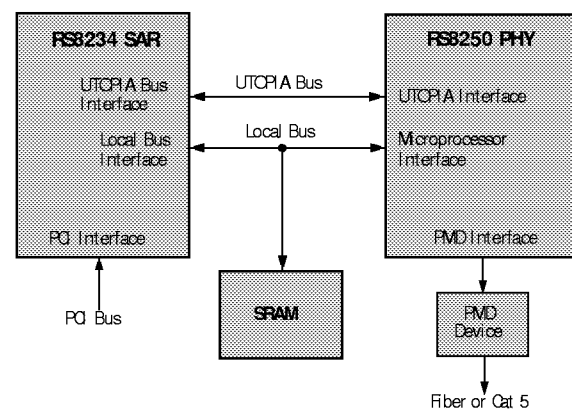 RS8234 SAR
RS8250 PHY
UTOPIA Bus
Interface
UTOPIA Bus
UTOPIA Interface
Local Bus
Interface
Local Bus
Microprocessor
Interface
PCI Interface
PMD Interface
PCI Bus
SRAM
PMD
Device
Fiber or Cat 5